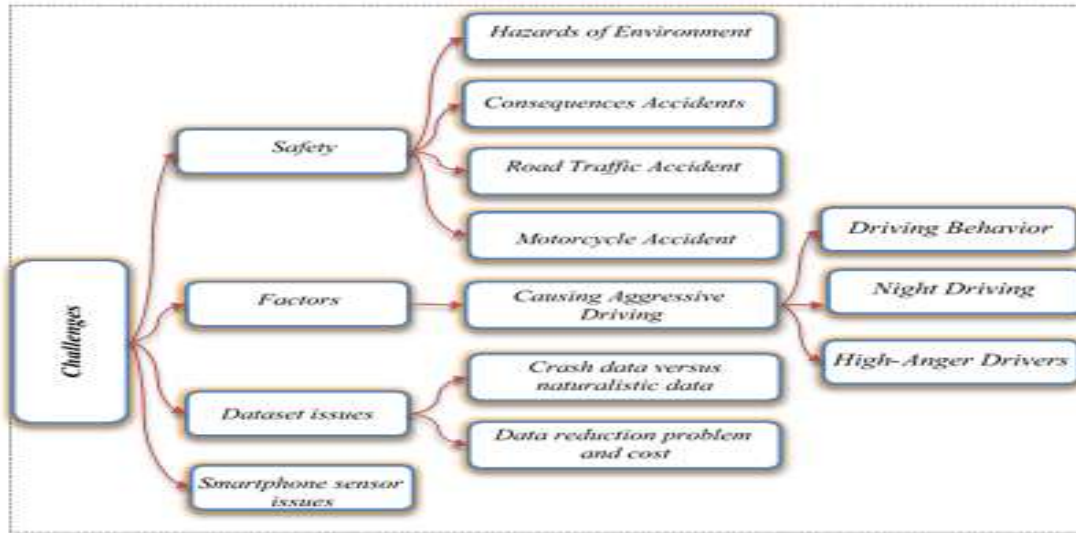 Challenges
Safety
Hazards of Environment
Consequences Accidents
Road Traffic Accident
Motorcycle Accident
Factors
Causing Aggressive
Driving
Driving Behavior
Night Driving
High-Anger Drivers
Dataset issues
Crash data versus
naturalistic data
Data reduction problem
and cost
Smartphone sensor
issues